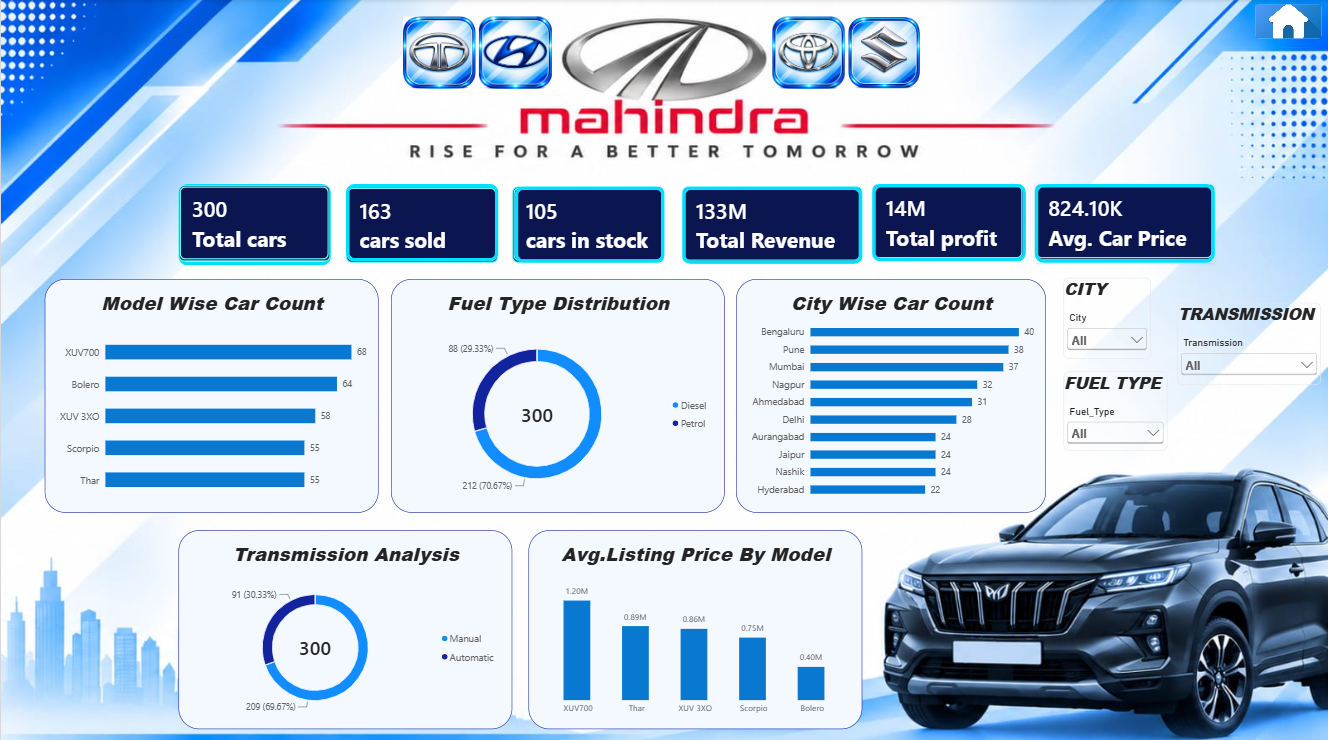 mahindra
RISE FOR A BETTER TOMORROW
300
Total cars
163
cars sold
105
cars in stock
133M
Total Revenue
14M
Total profit
824.10K
Avg. Car Price
Model Wise Car Count
XUV700 68
Bolero 64
XUV 3XO 58
Scorpio 55
Thar 55
Fuel Type Distribution
88 (29.33%)
300
212 (70.67%)
Diesel
Petrol
City Wise Car Count
Bengaluru 40
Pune 38
Mumbai 37
Nagpur 32
Ahmedabad 31
Delhi 28
Aurangabad 24
Jaipur 24
Nashik 24
Hyderabad 22
CITY
City
All
TRANSMISSION
Transmission
All
FUEL TYPE
Fuel_Type
All
Transmission Analysis
91 (30.33%)
300
209 (69.67%)
Manual
Automatic
Avg.Listing Price By Model
1.20M
0.89M
0.86M
0.75M
0.40M
XUV700
Thar
XUV 3XO
Scorpio
Bolero